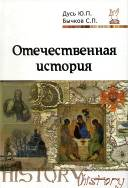 Дусь Ю.П.
Бычков С.П.
Отечественная
история
History
HISTORY